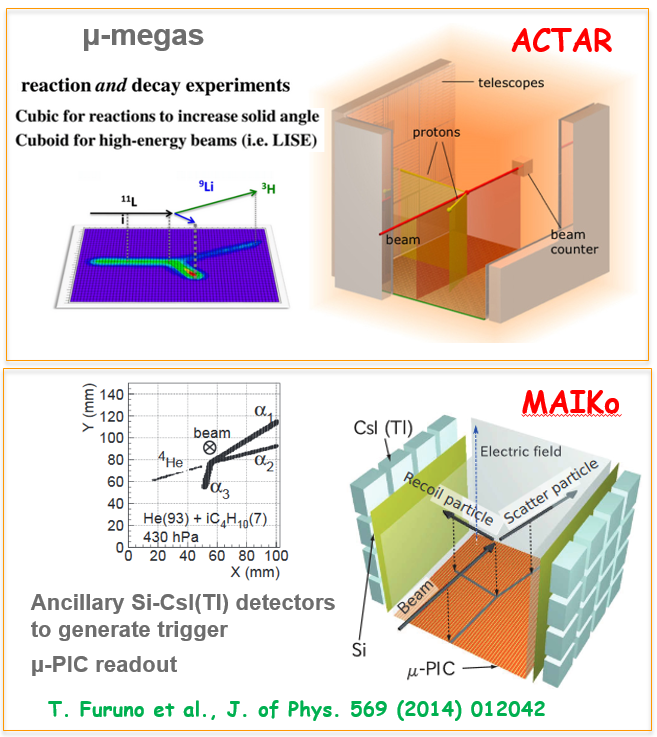 µ-megas
ACTAR
reaction and decay experiments
Cubic for reactions to increase solid angle
Cuboid for high-energy beams (i.e. LISE)
¹¹L
i
⁹Li
³H
telescopes
protons
beam
beam
counter
MAIKo
Y (mm)
140
120
100
80
60
40
20
0
0 20 40 60 80 100
X (mm)
α₁
beam
⁴He
α₂
α₃
He(93) + iC₄H₁₀(7)
430 hPa
CsI (Tl)
Electric field
Recoil particle
Scatter particle
Beam
Si
µ-PIC
Ancillary Si-CsI(Tl) detectors
to generate trigger
µ-PIC readout
T. Furuno et al., J. of Phys. 569 (2014) 012042